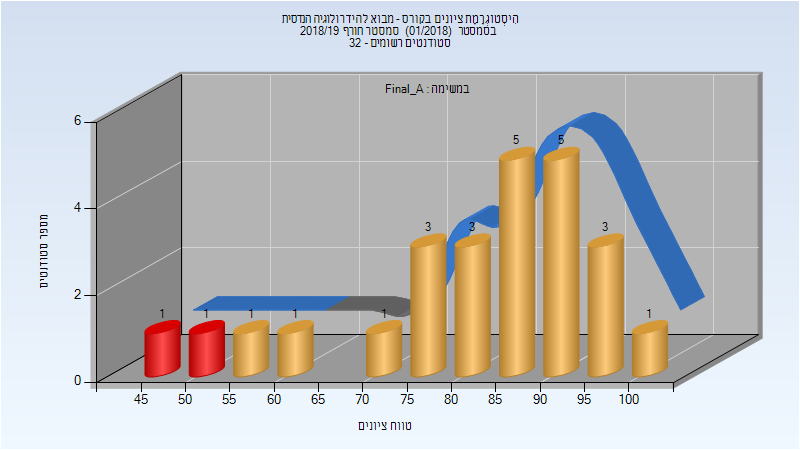 הִיסְטוֹגְרָמַת ציונים בקורס - מבוא להידרולוגיה הנדסית
בסמסטר (01/2018) סמסטר חורף 2018/19
סטודנטים רשומים - 32
במשימה : Final_A
מספר סטודנטים
6
4
2
0
1 1 1 1 1 3 3 5 5 3 1
45 50 55 60 65 70 75 80 85 90 95 100
טווח ציונים